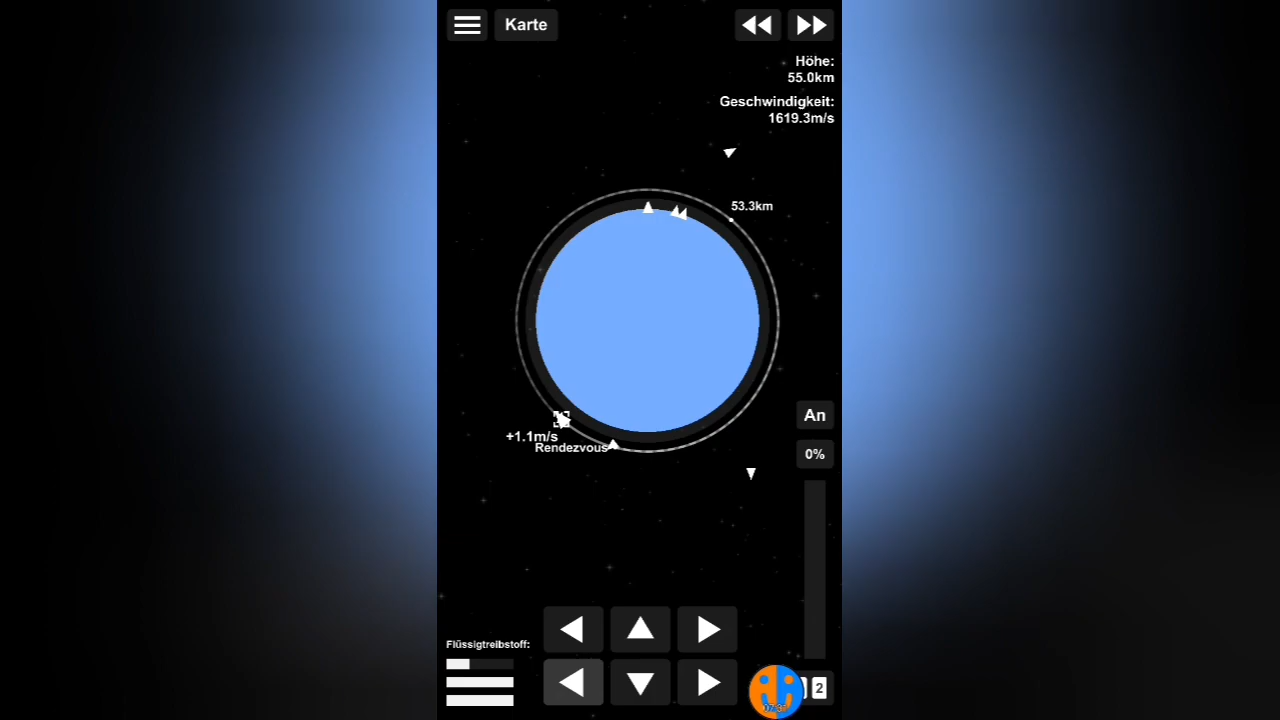 Karte
Höhe:
55.0km
Geschwindigkeit:
1619.3m/s
53.3km
+1.1m/s
Rendezvous
An
0%
Flüssigtreibstoff:
2